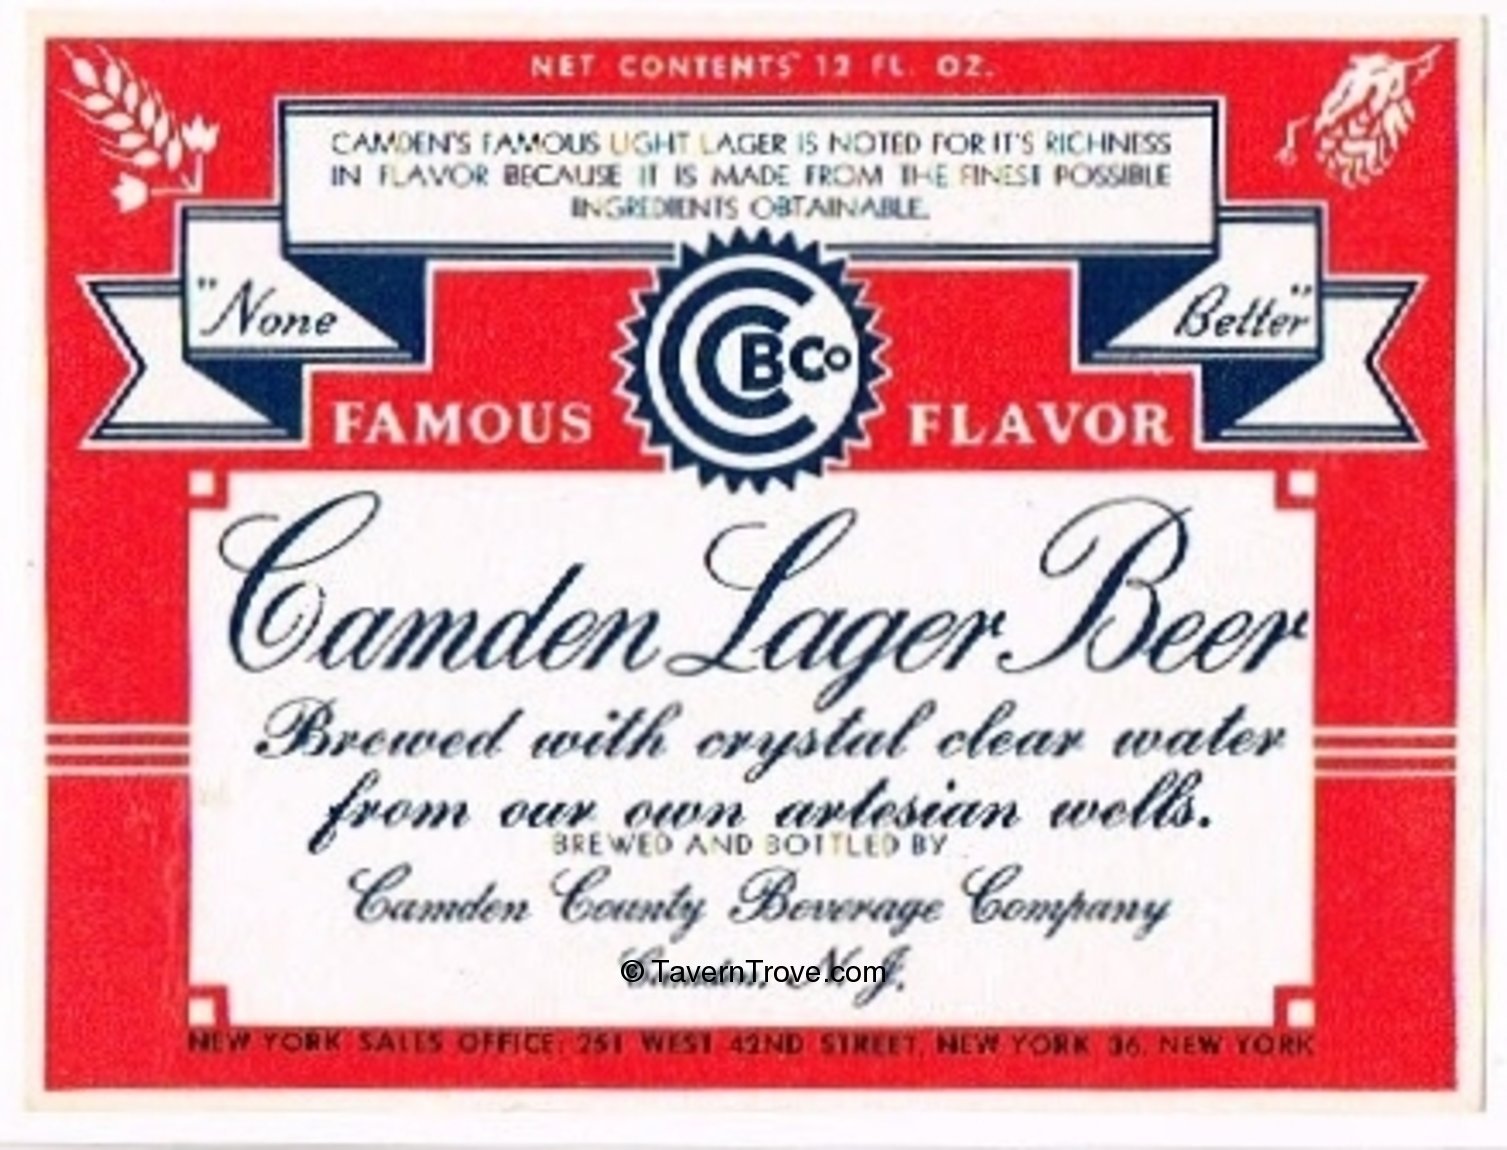 NET CONTENTS 12 FL. OZ.
CAMDEN'S FAMOUS LIGHT LAGER IS NOTED FOR IT'S RICHNESS
IN FLAVOR BECAUSE IT IS MADE FROM THE FINEST POSSIBLE
INGREDIENTS OBTAINABLE.
"None Better"
CCBCo
FAMOUS FLAVOR
Camden Lager Beer
Brewed with crystal clear water
from our own artesian wells.
BREWED AND BOTTLED BY
Camden County Beverage Company
Camden, N.J.
© TavernTrove.com
NEW YORK SALES OFFICE: 251 WEST 42ND STREET, NEW YORK 36, NEW YORK